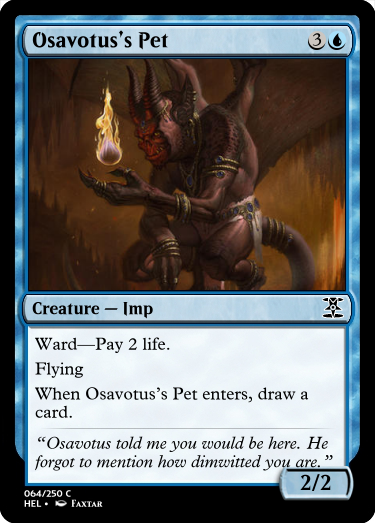 Osavotus's Pet 3
Creature — Imp
Ward—Pay 2 life.
Flying
When Osavotus's Pet enters, draw a
card.
"Osavotus told me you would be here. He
forgot to mention how dimwitted you are."
2/2
064/250 C
HEL • Faxtar